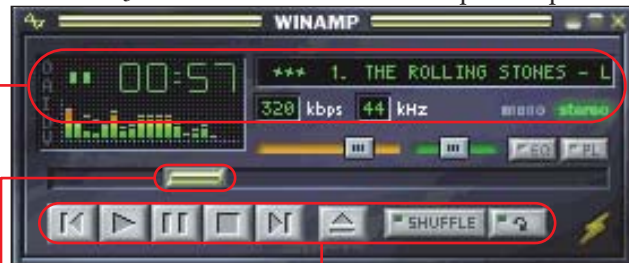 WINAMP
O
A
I
D
V
00:57
*** 1. THE ROLLING STONES - L
320 kbps 44 kHz mono stereo
EQ PL
SHUFFLE